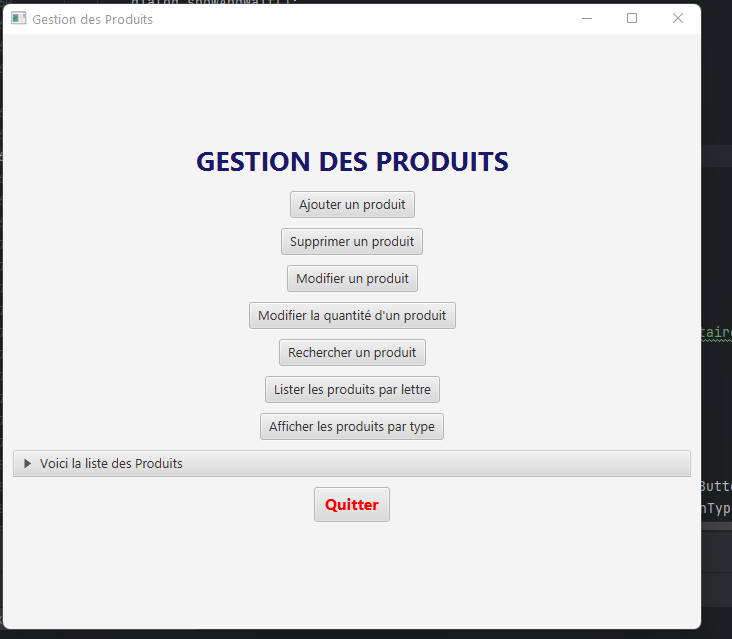 Gestion des Produits
GESTION DES PRODUITS
Ajouter un produit
Supprimer un produit
Modifier un produit
Modifier la quantité d'un produit
Rechercher un produit
Lister les produits par lettre
Afficher les produits par type
Voici la liste des Produits
Quitter